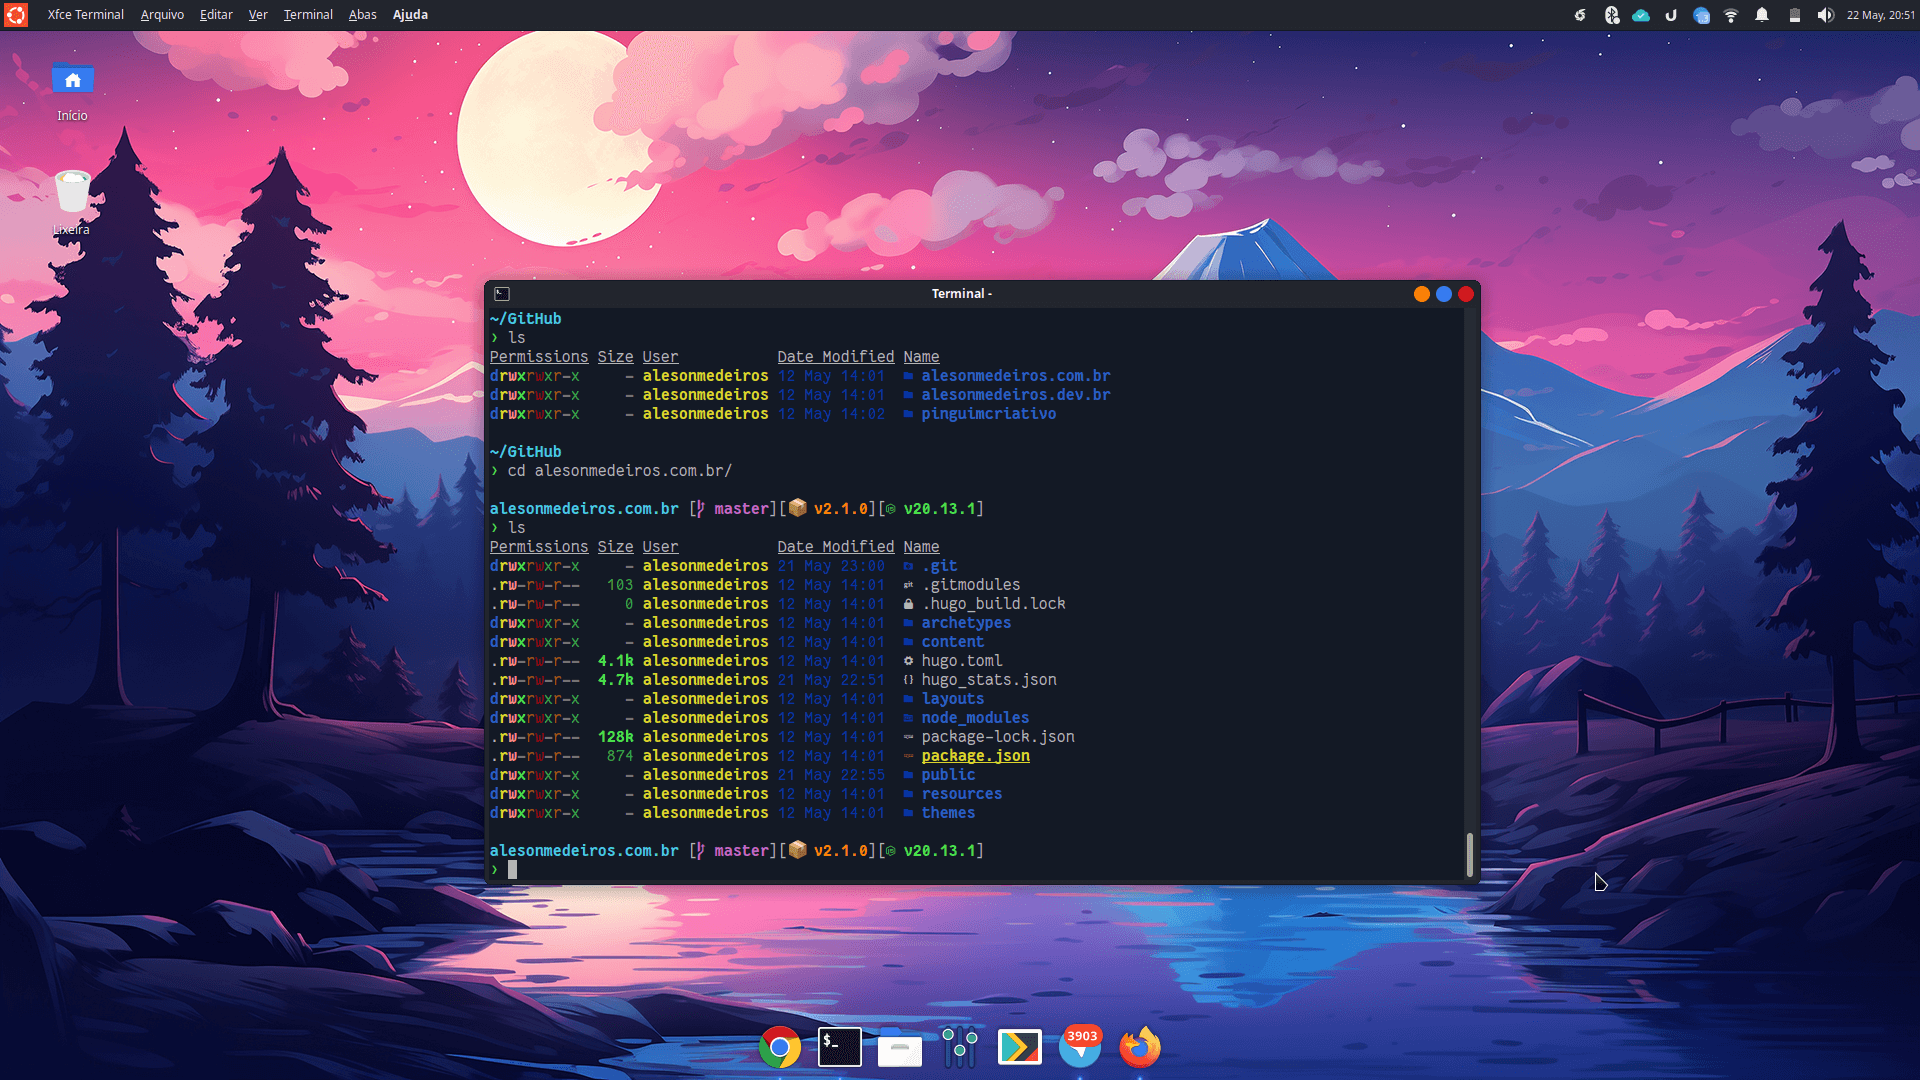 Xfce Terminal Arquivo Editar Ver Terminal Abas Ajuda 22 May, 20:51
Início
Lixeira
Terminal -
~/GitHub
❯ ls
Permissions Size User Date Modified Name
drwxrwxr-x - alesonmedeiros 12 May 14:01 alesonmedeiros.com.br
drwxrwxr-x - alesonmedeiros 12 May 14:01 alesonmedeiros.dev.br
drwxrwxr-x - alesonmedeiros 12 May 14:02 pinguimcriativo
~/GitHub
❯ cd alesonmedeiros.com.br/
alesonmedeiros.com.br [ master][📦 v2.1.0][ v20.13.1]
❯ ls
Permissions Size User Date Modified Name
drwxrwxr-x - alesonmedeiros 21 May 23:00 .git
.rw-rw-r-- 103 alesonmedeiros 12 May 14:01 .gitmodules
.rw-rw-r-- 0 alesonmedeiros 12 May 14:01 .hugo_build.lock
drwxrwxr-x - alesonmedeiros 12 May 14:01 archetypes
drwxrwxr-x - alesonmedeiros 12 May 14:01 content
.rw-rw-r-- 4.1k alesonmedeiros 12 May 14:01 hugo.toml
.rw-rw-r-- 4.7k alesonmedeiros 21 May 22:51 hugo_stats.json
drwxrwxr-x - alesonmedeiros 12 May 14:01 layouts
drwxrwxr-x - alesonmedeiros 12 May 14:01 node_modules
.rw-rw-r-- 128k alesonmedeiros 12 May 14:01 package-lock.json
.rw-rw-r-- 874 alesonmedeiros 12 May 14:01 package.json
drwxrwxr-x - alesonmedeiros 21 May 22:55 public
drwxrwxr-x - alesonmedeiros 12 May 14:01 resources
drwxrwxr-x - alesonmedeiros 12 May 14:01 themes
alesonmedeiros.com.br [ master][📦 v2.1.0][ v20.13.1]
❯
$_
3903